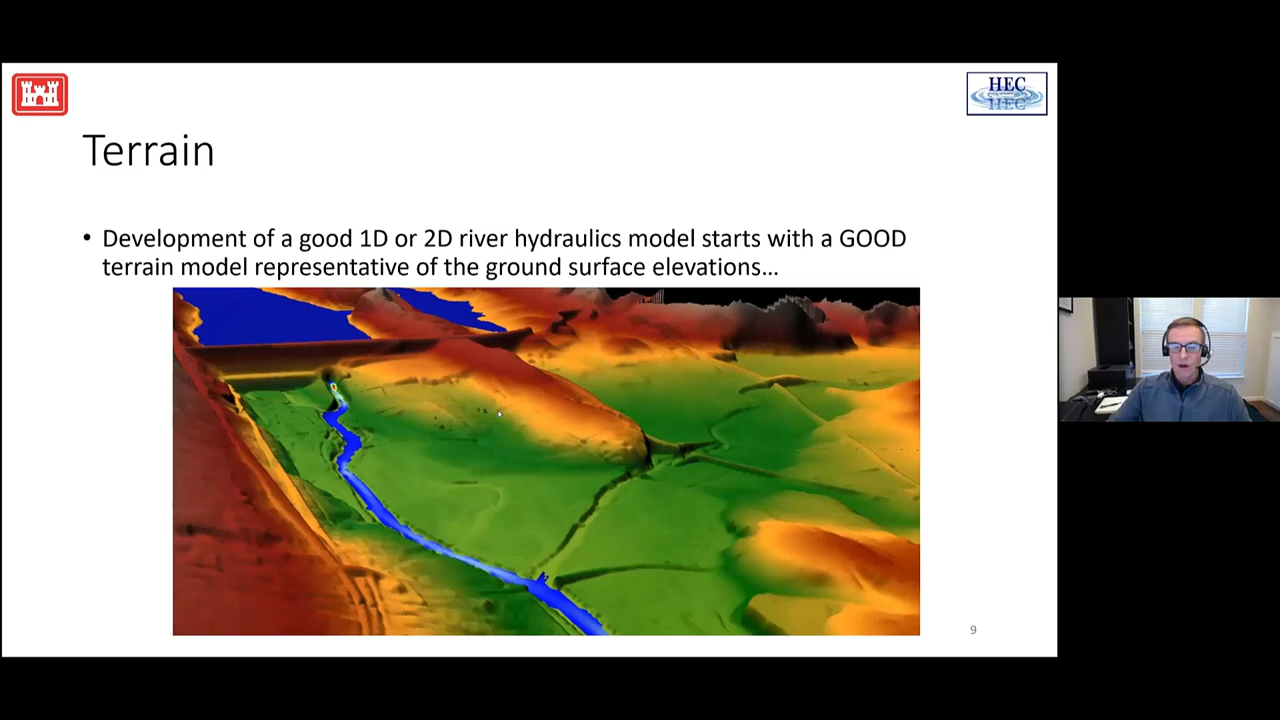 HEC
HEC
Terrain
• Development of a good 1D or 2D river hydraulics model starts with a GOOD
terrain model representative of the ground surface elevations...
9